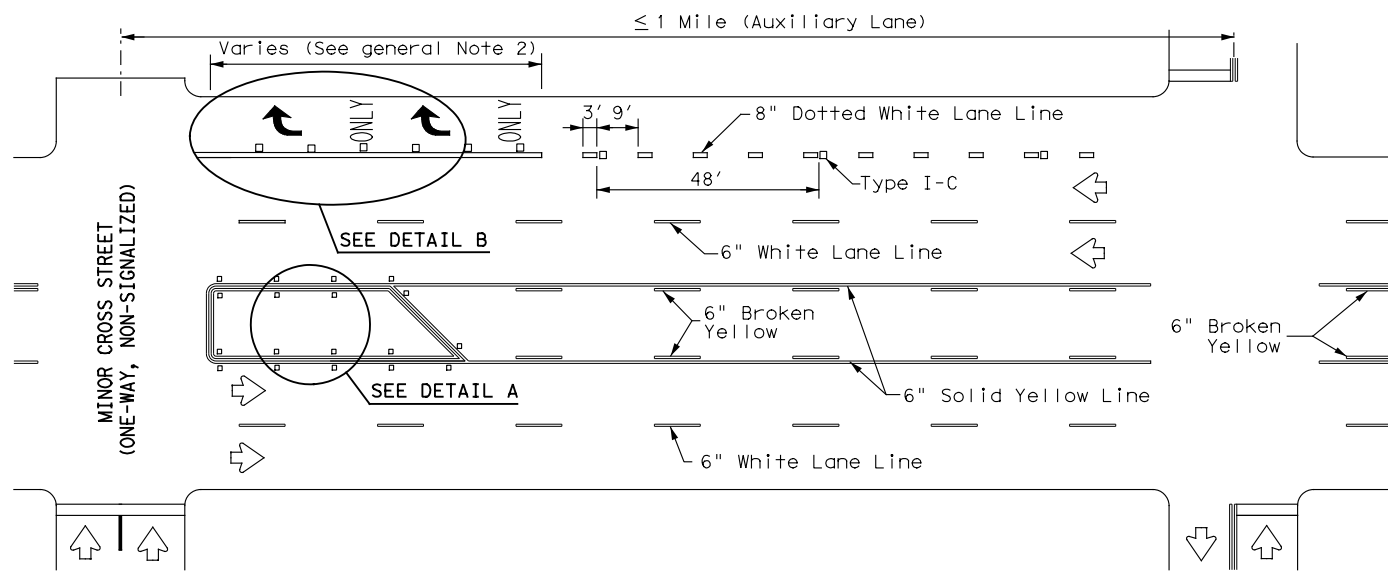 ≤ 1 Mile (Auxiliary Lane)
Varies (See general Note 2)
ONLY
ONLY
3' 9'
8" Dotted White Lane Line
48'
Type I-C
SEE DETAIL B
6" White Lane Line
MINOR CROSS STREET
(ONE-WAY, NON-SIGNALIZED)
6" Broken
Yellow
6" Broken
Yellow
SEE DETAIL A
6" Solid Yellow Line
6" White Lane Line